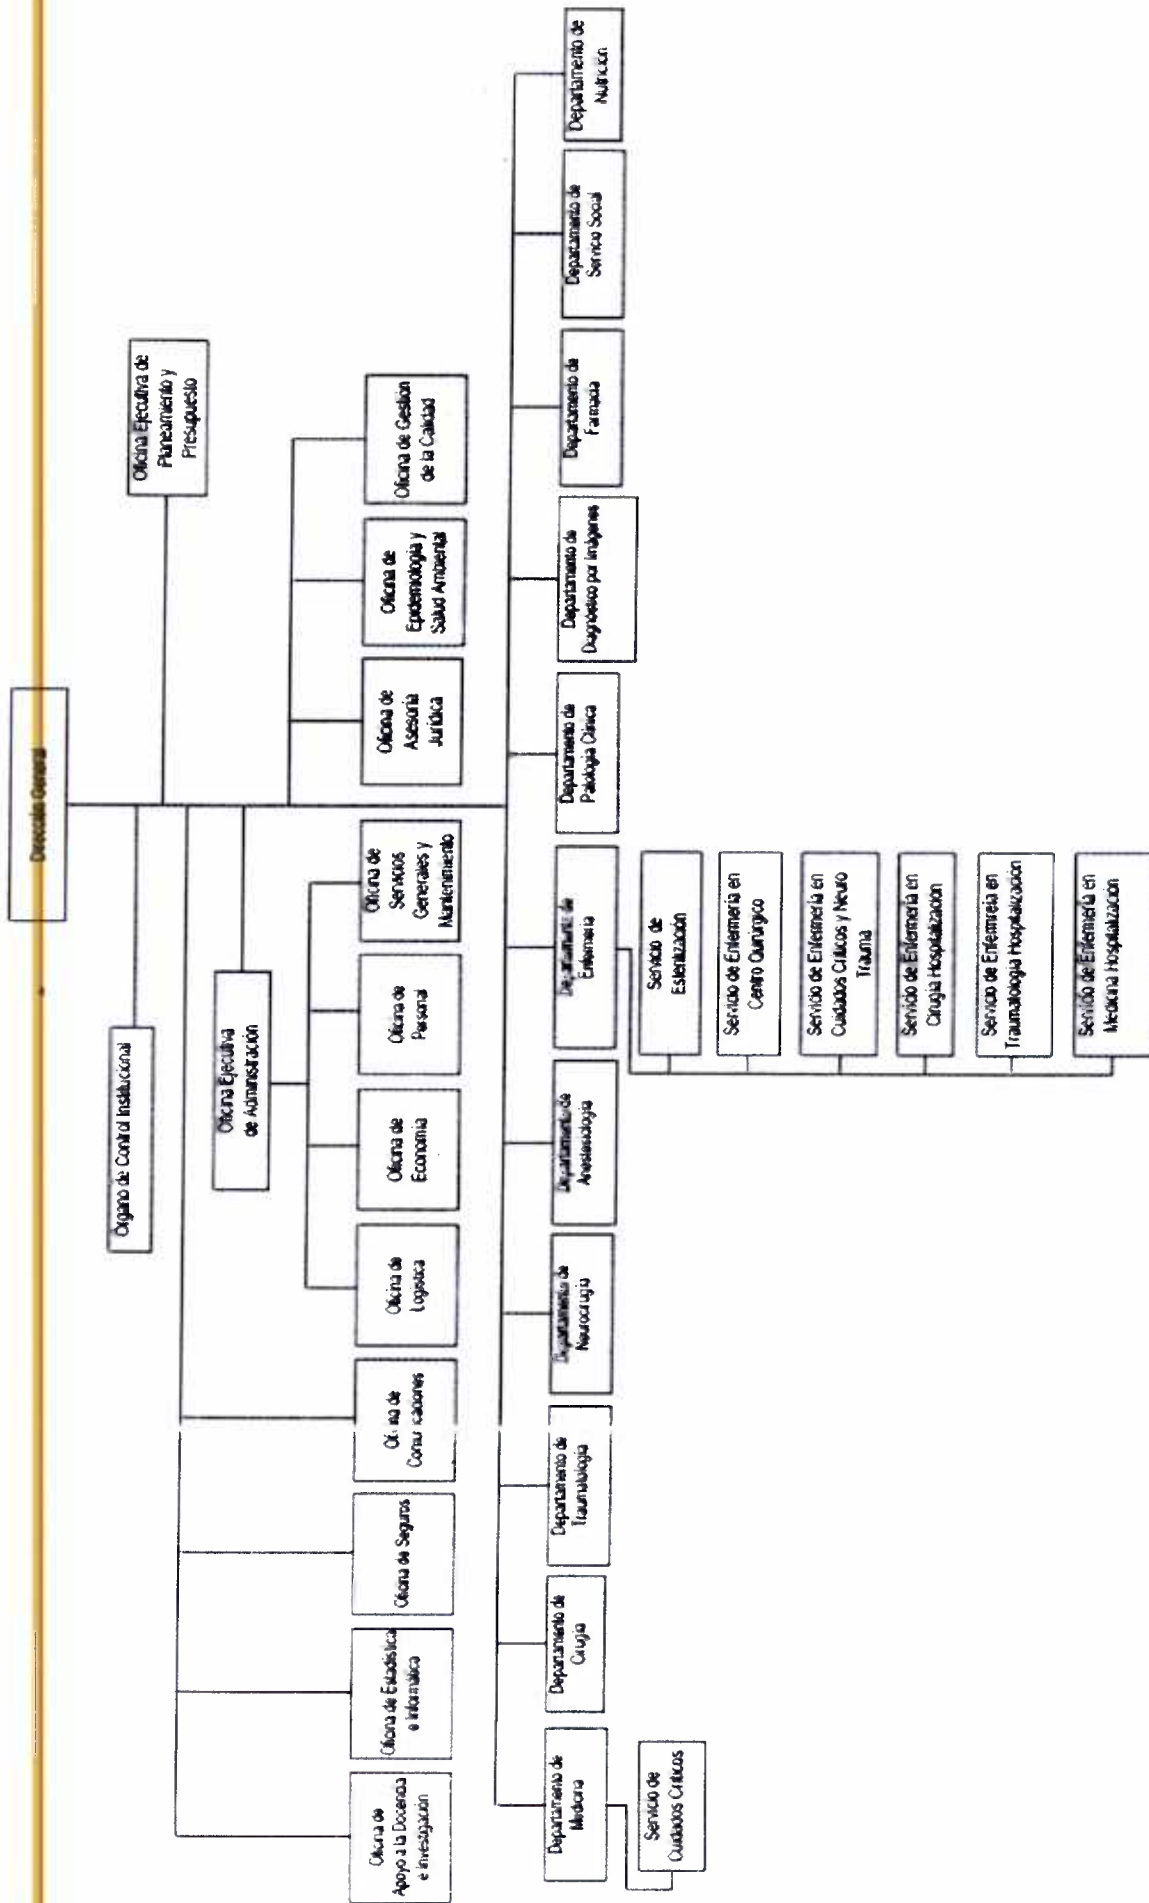 Dirección General
Órgano de Control Institucional
Oficina Ejecutiva de
Planeamiento y
Presupuesto
Oficina Ejecutiva
de Administración
Oficina de
Apoyo a la Docencia
e Investigación
Oficina de Estadística
e Informática
Oficina de Seguros
Oficina de
Comunicaciones
Oficina de
Logística
Oficina de
Economía
Oficina de
Personal
Oficina de
Servicios
Generales y
Mantenimiento
Oficina de
Asesoría
Jurídica
Oficina de
Epidemiología y
Salud Ambiental
Oficina de Gestión
de la Calidad
Departamento de
Medicina
Departamento de
Cirugía
Departamento de
Traumatología
Departamento de
Neurocirugía
Departamento de
Anestesiología
Departamento de
Enfermería
Departamento de
Patología Clínica
Departamento de
Diagnóstico por Imágenes
Departamento de
Farmacia
Departamento de
Servicio Social
Departamento de
Nutrición
Servicio de
Cuidados Críticos
Servicio de
Esterilización
Servicio de Enfermería en
Centro Quirúrgico
Servicio de Enfermería en
Cuidados Críticos y Neuro
Trauma
Servicio de Enfermería en
Cirugía Hospitalización
Servicio de Enfermreía en
Traumatología Hospitalización
Servicio de Enfermería en
Medicina Hospitalización